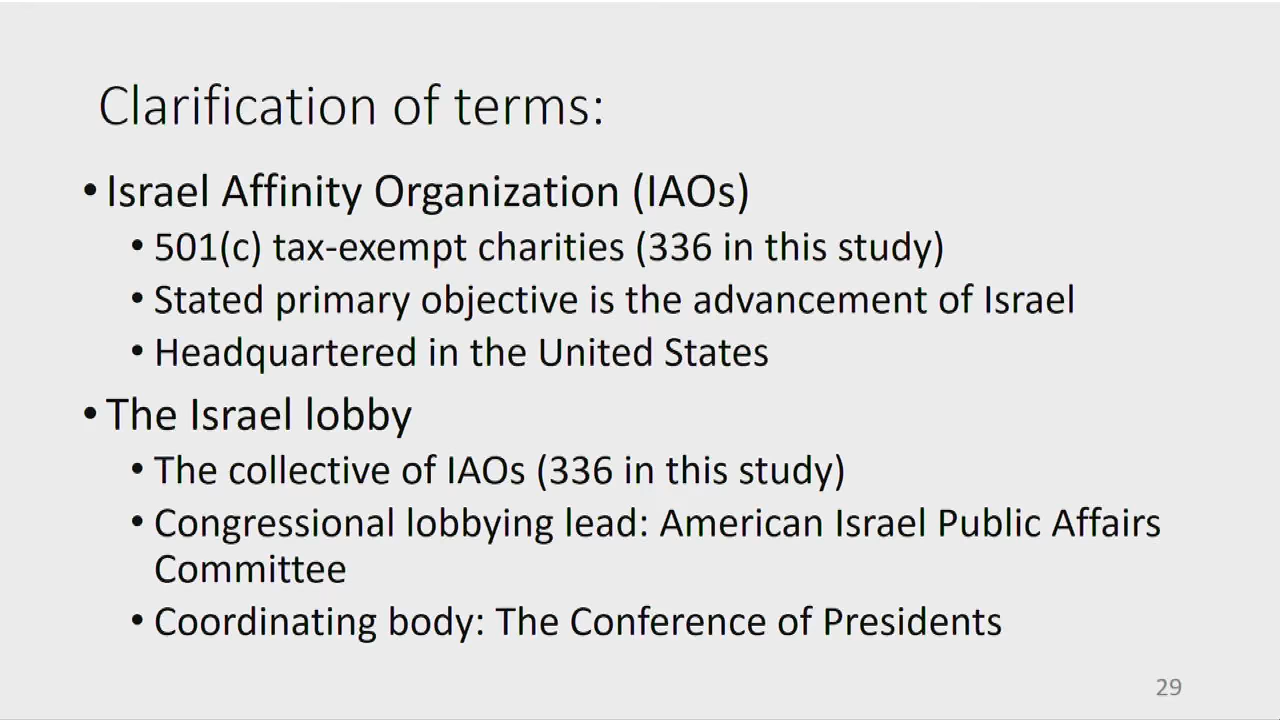 Clarification of terms:
• Israel Affinity Organization (IAOs)
• 501(c) tax-exempt charities (336 in this study)
• Stated primary objective is the advancement of Israel
• Headquartered in the United States
• The Israel lobby
• The collective of IAOs (336 in this study)
• Congressional lobbying lead: American Israel Public Affairs
Committee
• Coordinating body: The Conference of Presidents
29